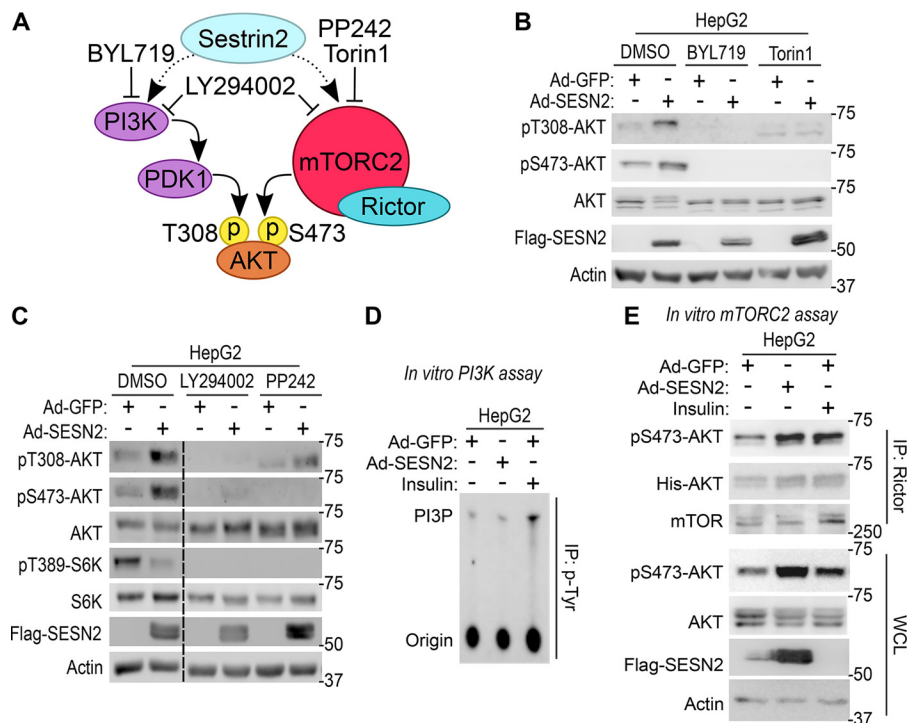 A
PP242
BYL719
Sestrin2
Torin1
LY294002
PI3K
mTORC2
PDK1
Rictor
T308
p
p
S473
AKT
B
HepG2
DMSO BYL719 Torin1
Ad-GFP: + - + - + -
Ad-SESN2: - + - + - +
-75
pT308-AKT
pS473-AKT
-75
AKT
Flag-SESN2
-50
Actin
-37
C
HepG2
DMSO LY294002 PP242
Ad-GFP: + - + - + -
Ad-SESN2: - + - + - +
-75
pT308-AKT
-75
pS473-AKT
AKT
pT389-S6K
-75
S6K
Flag-SESN2
-50
Actin
-37
D
In vitro PI3K assay
HepG2
Ad-GFP: + - +
Ad-SESN2: - + -
Insulin: - - +
PI3P
Origin
IP: p-Tyr
E
In vitro mTORC2 assay
HepG2
Ad-GFP: + - +
Ad-SESN2: - + -
Insulin: - - +
-75
pS473-AKT
-75
His-AKT
mTOR
-250
IP: Rictor
pS473-AKT
-75
AKT
Flag-SESN2
-50
Actin
-37
WCL